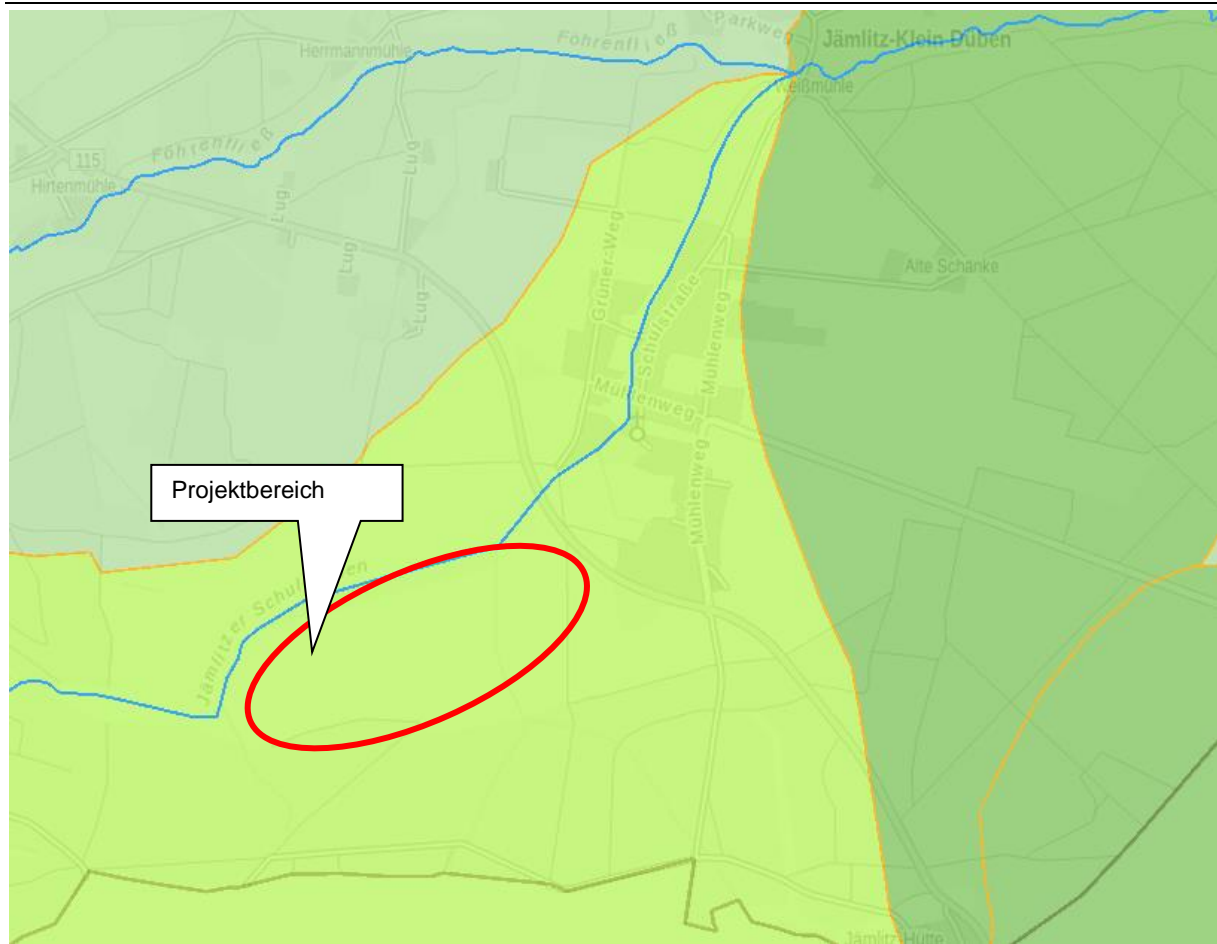 Parkweg
Föhrenfließ
Jämlitz-Klein Düben
Herrmannmühle
Weißmühle
Föhrenfließ
115
Hirtenmühle
Lug
Lug
Lug
Lug
Grüner-Weg
Alte Schänke
Schulstraße
Mühlenweg
Mühlenweg
Mühlenweg
Projektbereich
Jämlitzer
Jämlitz-Hütte